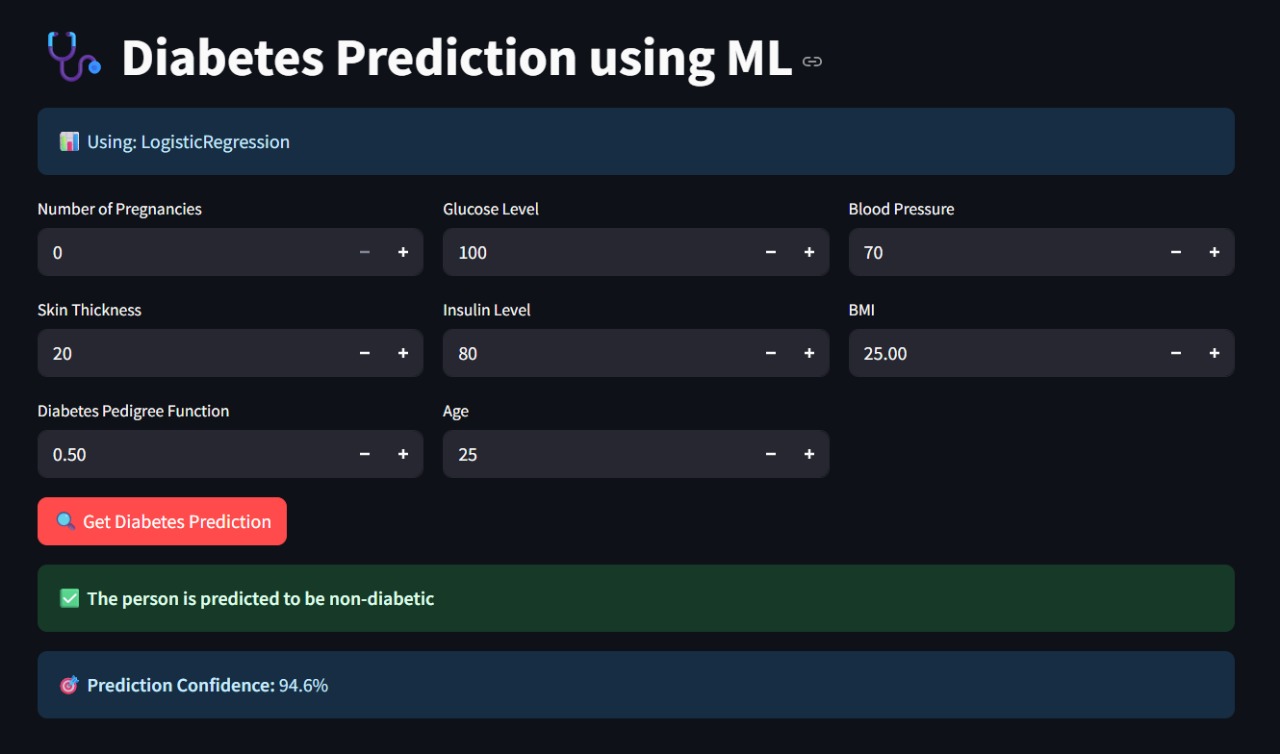 Diabetes Prediction using ML
Using: LogisticRegression
Number of Pregnancies
Glucose Level
Blood Pressure
0
100
70
Skin Thickness
Insulin Level
BMI
20
80
25.00
Diabetes Pedigree Function
Age
0.50
25
Get Diabetes Prediction
The person is predicted to be non-diabetic
Prediction Confidence: 94.6%